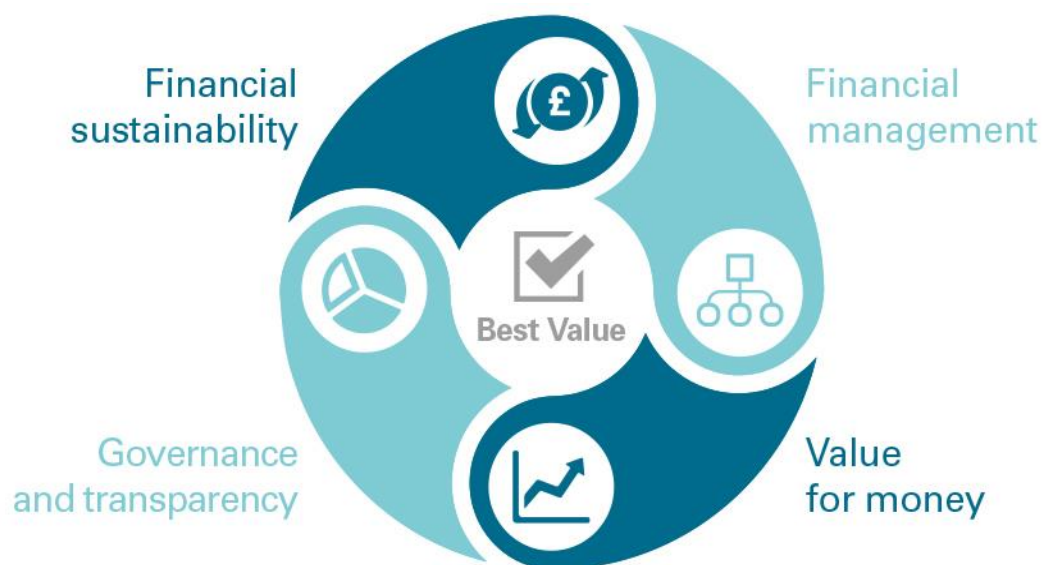 Financial
sustainability
Financial
management
£
Best Value
Governance
and transparency
Value
for money